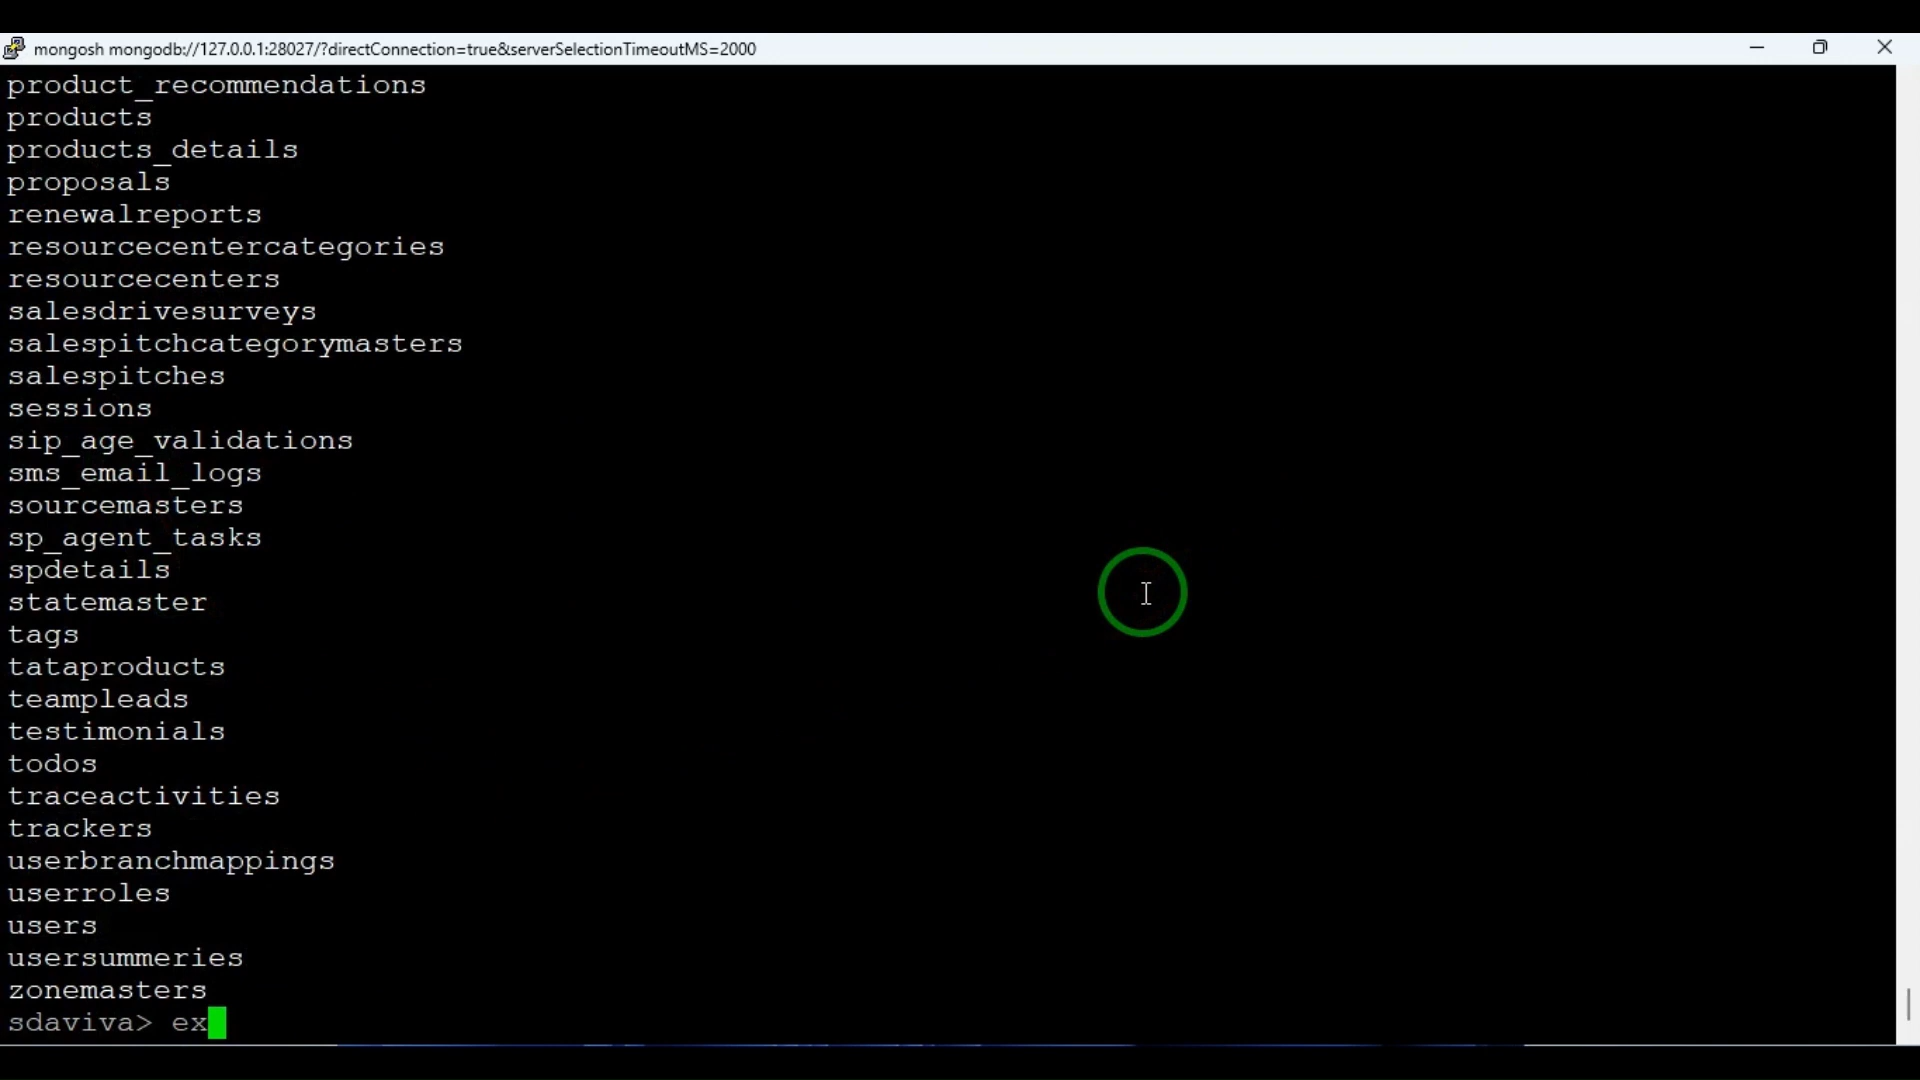 mongosh mongodb://127.0.0.1:28027/?directConnection=true&serverSelectionTimeoutMS=2000
product_recommendations
products
products_details
proposals
renewalreports
resourcecentercategories
resourcecenters
salesdrivesurveys
salespitchcategorymasters
salespitches
sessions
sip_age_validations
sms_email_logs
sourcemasters
sp_agent_tasks
spdetails
statemaster
tags
tataproducts
teampleads
testimonials
todos
traceactivities
trackers
userbranchmappings
userroles
users
usersummeries
zonemasters
sdaviva> ex